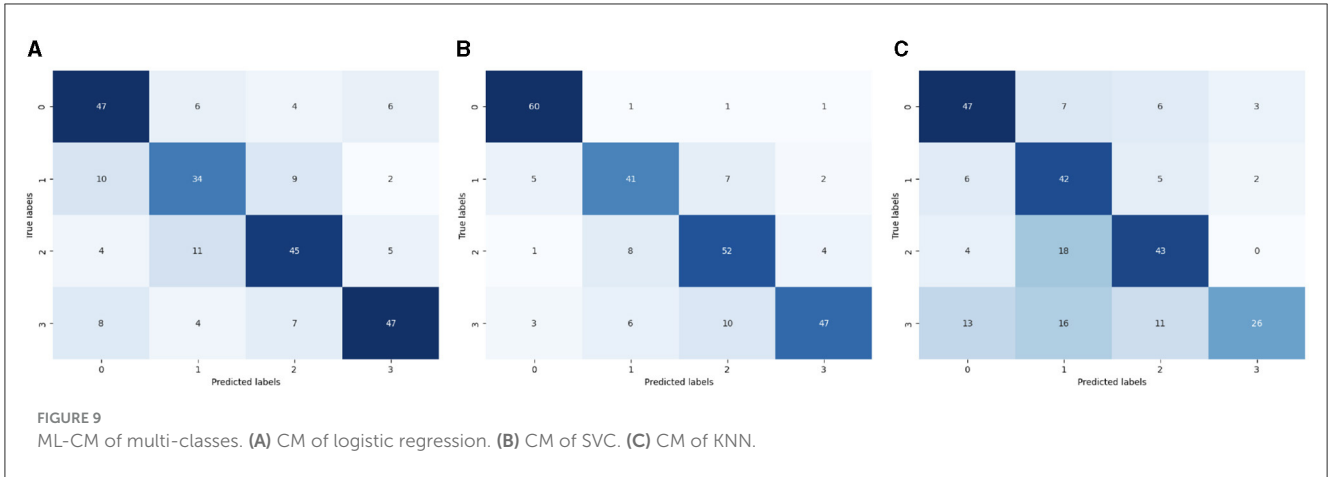 A
B
C
0 47 6 4 6
1 10 34 9 2
2 4 11 45 5
3 8 4 7 47
True labels
0 1 2 3
Predicted labels
0 60 1 1 1
1 5 41 7 2
2 1 8 52 4
3 3 6 10 47
True labels
0 1 2 3
Predicted labels
0 47 7 6 3
1 6 42 5 2
2 4 18 43 0
3 13 16 11 26
True labels
0 1 2 3
Predicted labels
FIGURE 9
ML-CM of multi-classes. (A) CM of logistic regression. (B) CM of SVC. (C) CM of KNN.